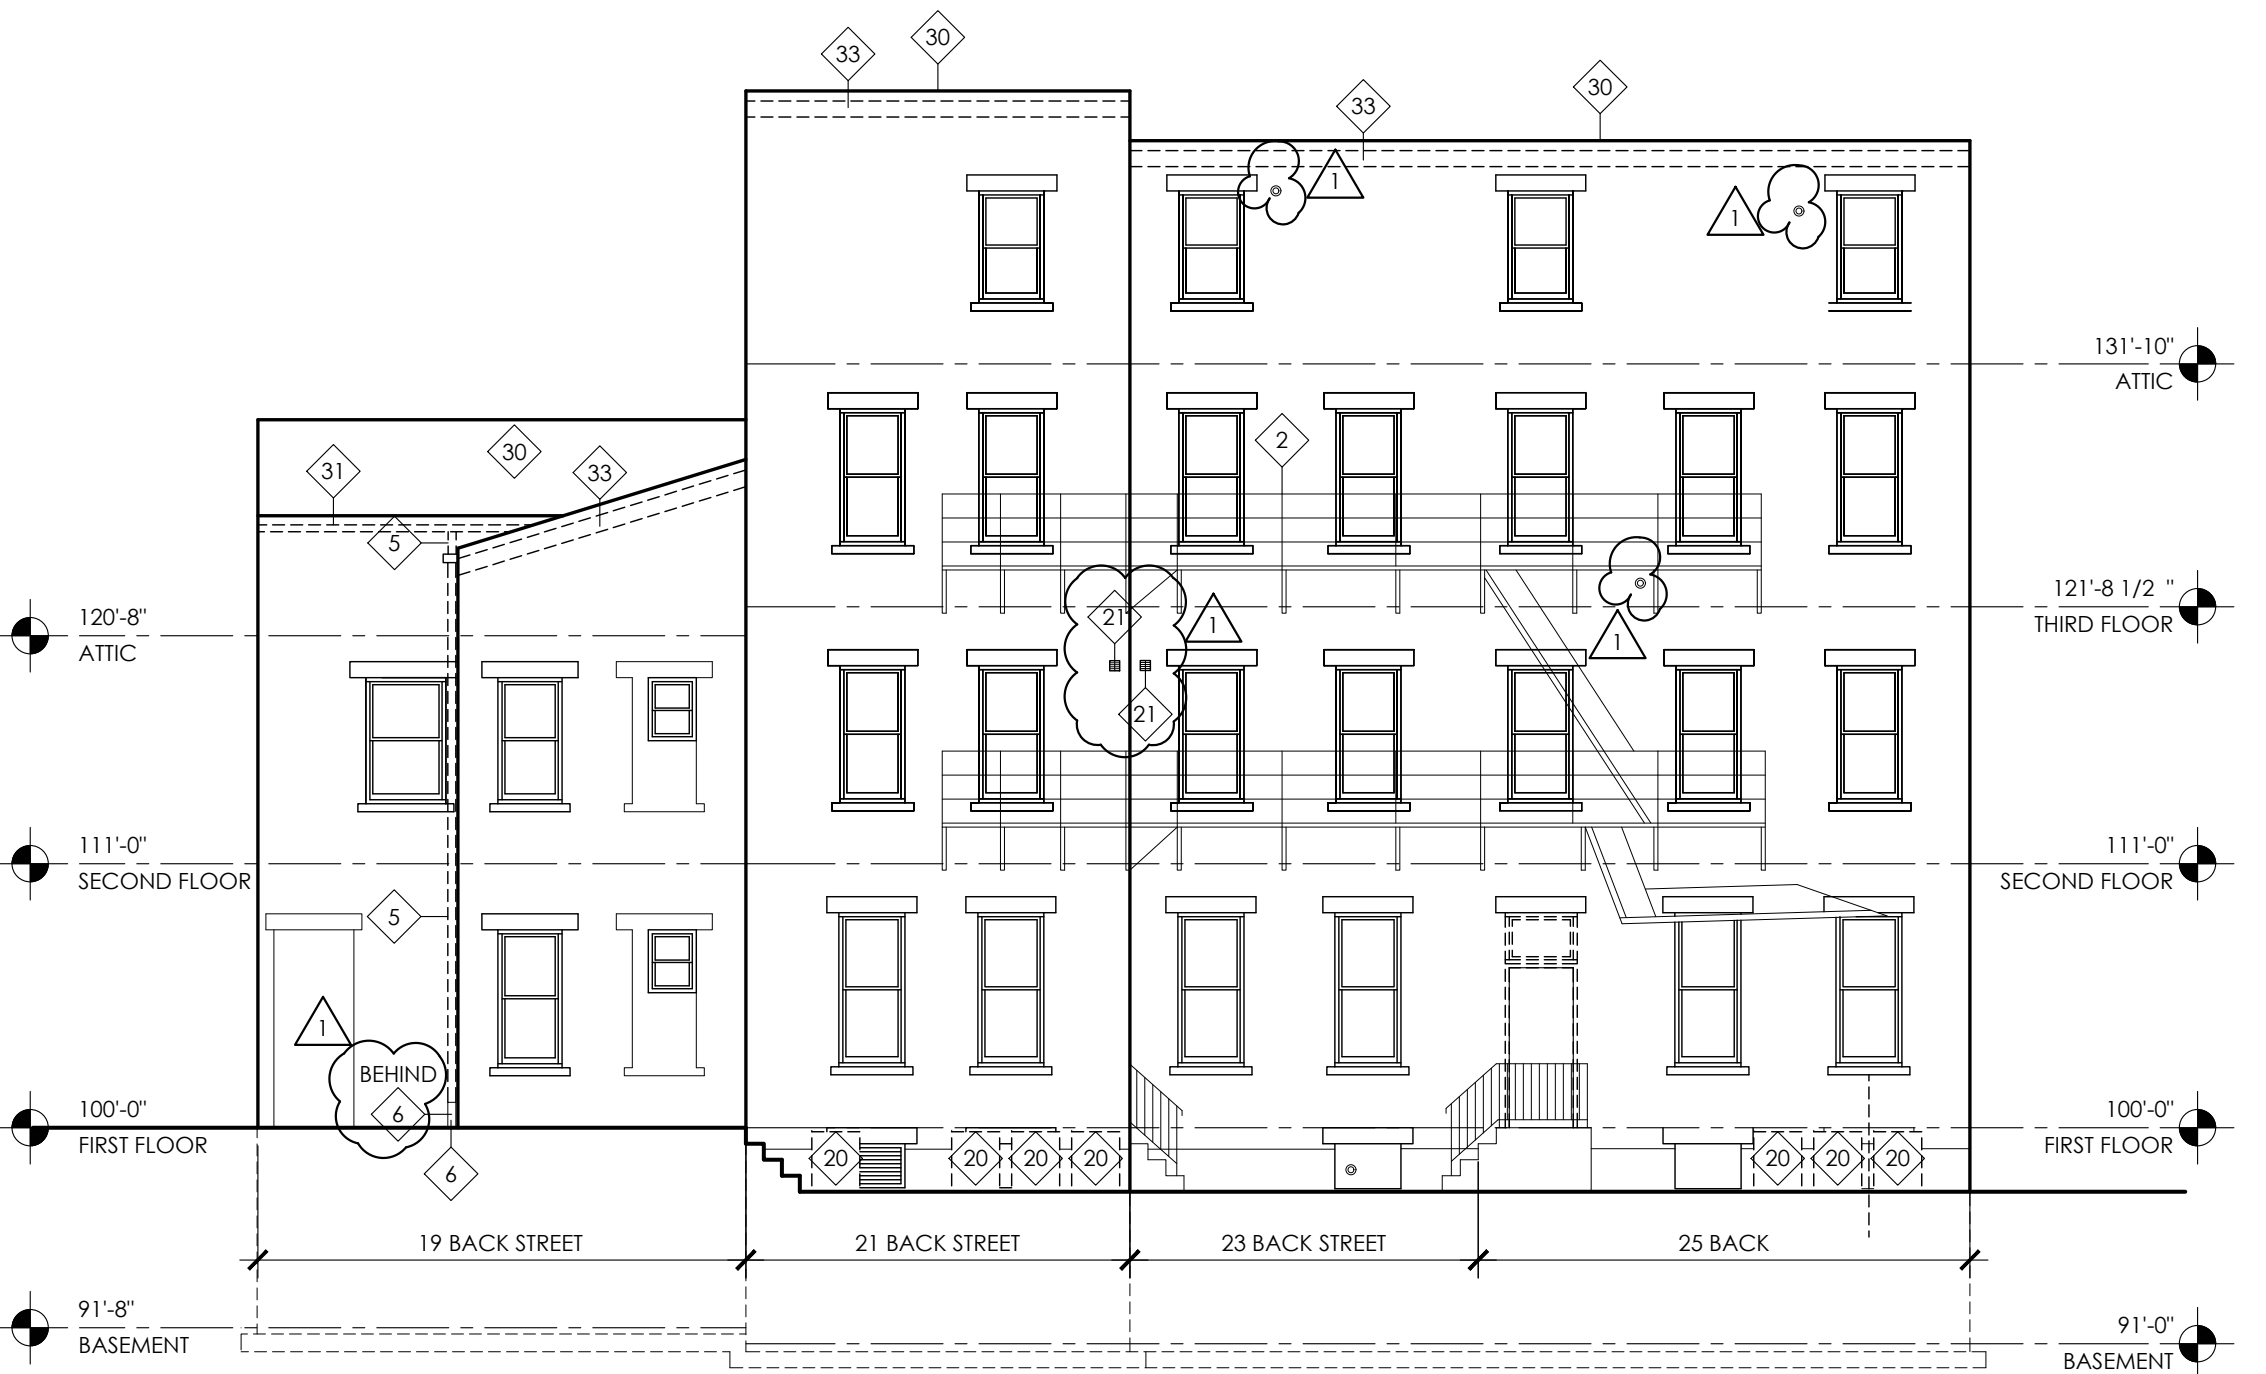 30
33
30
33
1
1
131'-10"
ATTIC
2
30
31
33
5
121'-8 1/2 "
THIRD FLOOR
120'-8"
ATTIC
21
1
1
21
111'-0"
SECOND FLOOR
111'-0"
SECOND FLOOR
5
1
BEHIND
6
100'-0"
FIRST FLOOR
100'-0"
FIRST FLOOR
20
20
20
20
20
20
20
6
19 BACK STREET
21 BACK STREET
23 BACK STREET
25 BACK
91'-8"
BASEMENT
91'-0"
BASEMENT